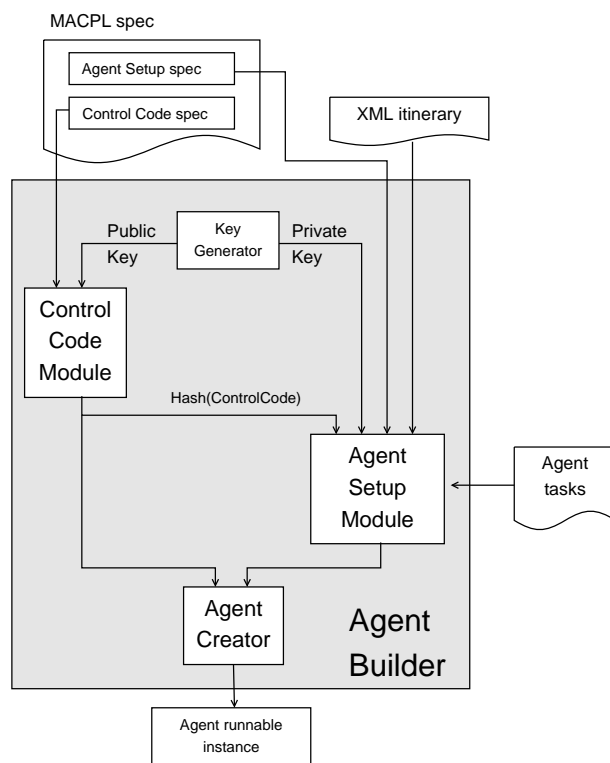 MACPL spec
Agent Setup spec
Control Code spec
XML itinerary
Public
Key
Key
Generator
Private
Key
Control
Code
Module
Hash(ControlCode)
Agent
Setup
Module
Agent
tasks
Agent
Creator
Agent
Builder
Agent runnable
instance